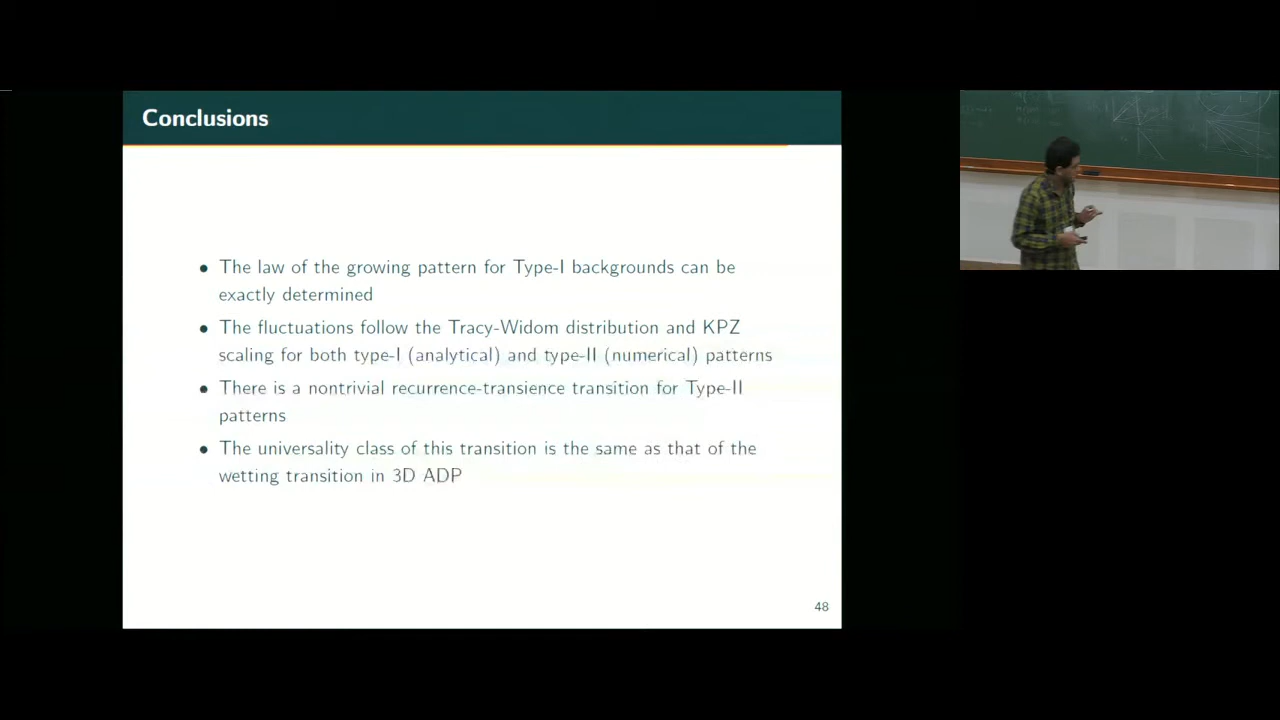 Conclusions
• The law of the growing pattern for Type-I backgrounds can be
exactly determined
• The fluctuations follow the Tracy-Widom distribution and KPZ
scaling for both type-I (analytical) and type-II (numerical) patterns
• There is a nontrivial recurrence-transience transition for Type-II
patterns
• The universality class of this transition is the same as that of the
wetting transition in 3D ADP
48